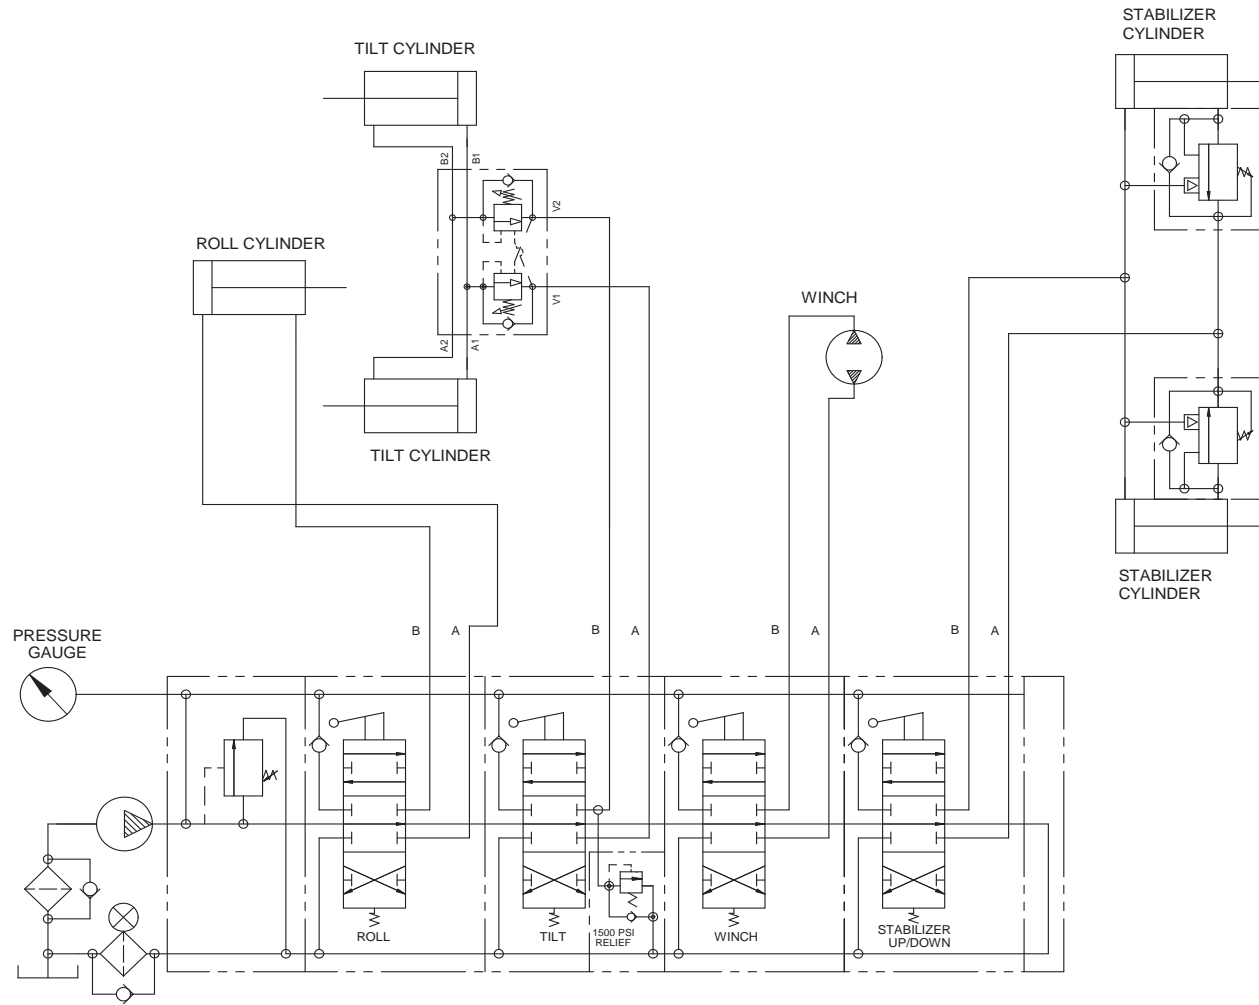 STABILIZER
CYLINDER
TILT CYLINDER
B2
B1
V2
ROLL CYLINDER
V1
WINCH
A2
A1
TILT CYLINDER
STABILIZER
CYLINDER
PRESSURE
GAUGE
B
A
B
A
B
A
B
A
ROLL
TILT
1500 PSI
RELIEF
WINCH
STABILIZER
UP/DOWN